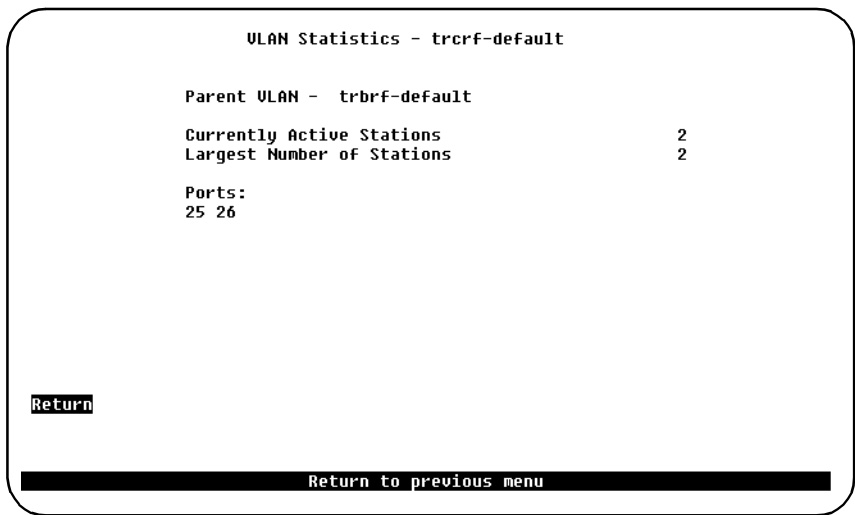 VLAN Statistics - trcrf-default
Parent VLAN - trbrf-default
Currently Active Stations 2
Largest Number of Stations 2
Ports:
25 26
Return
Return to previous menu